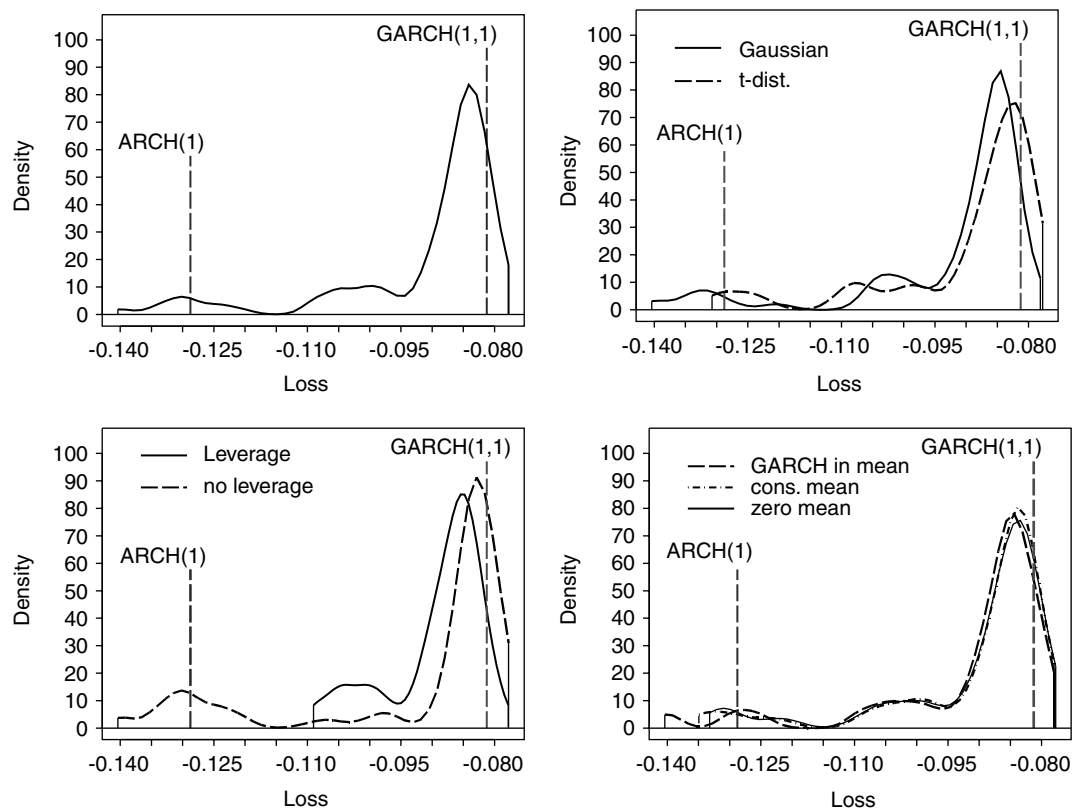 GARCH(1,1)
ARCH(1)
Density
100
90
80
70
60
50
40
30
20
10
0
-0.140
-0.125
-0.110
-0.095
-0.080
Loss
GARCH(1,1)
Gaussian
t-dist.
ARCH(1)
Density
100
90
80
70
60
50
40
30
20
10
0
-0.140
-0.125
-0.110
-0.095
-0.080
Loss
GARCH(1,1)
Leverage
no leverage
ARCH(1)
Density
100
90
80
70
60
50
40
30
20
10
0
-0.140
-0.125
-0.110
-0.095
-0.080
Loss
GARCH(1,1)
GARCH in mean
cons. mean
zero mean
ARCH(1)
Density
100
90
80
70
60
50
40
30
20
10
0
-0.140
-0.125
-0.110
-0.095
-0.080
Loss